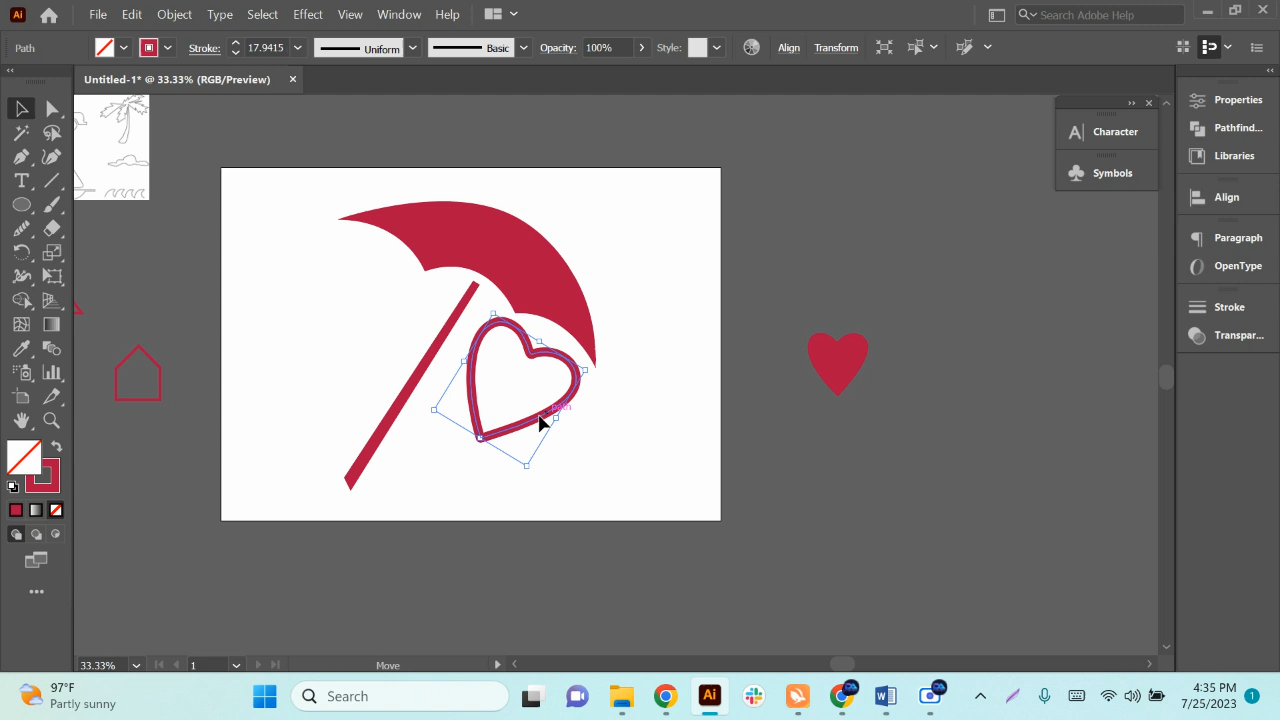 Ai File Edit Object Type Select Effect View Window Help Search Adobe Help
Path Stroke: 17.9415 Uniform Basic Opacity: 100% Style: Align Transform
Untitled-1* @ 33.33% (RGB/Preview)
Character
Symbols
Properties
Pathfind...
Libraries
Align
Paragraph
OpenType
Stroke
Transpar...
path
33.33% 1 Move
97°F
Partly sunny
Search
Ai
4:35 PM
7/25/2023
1